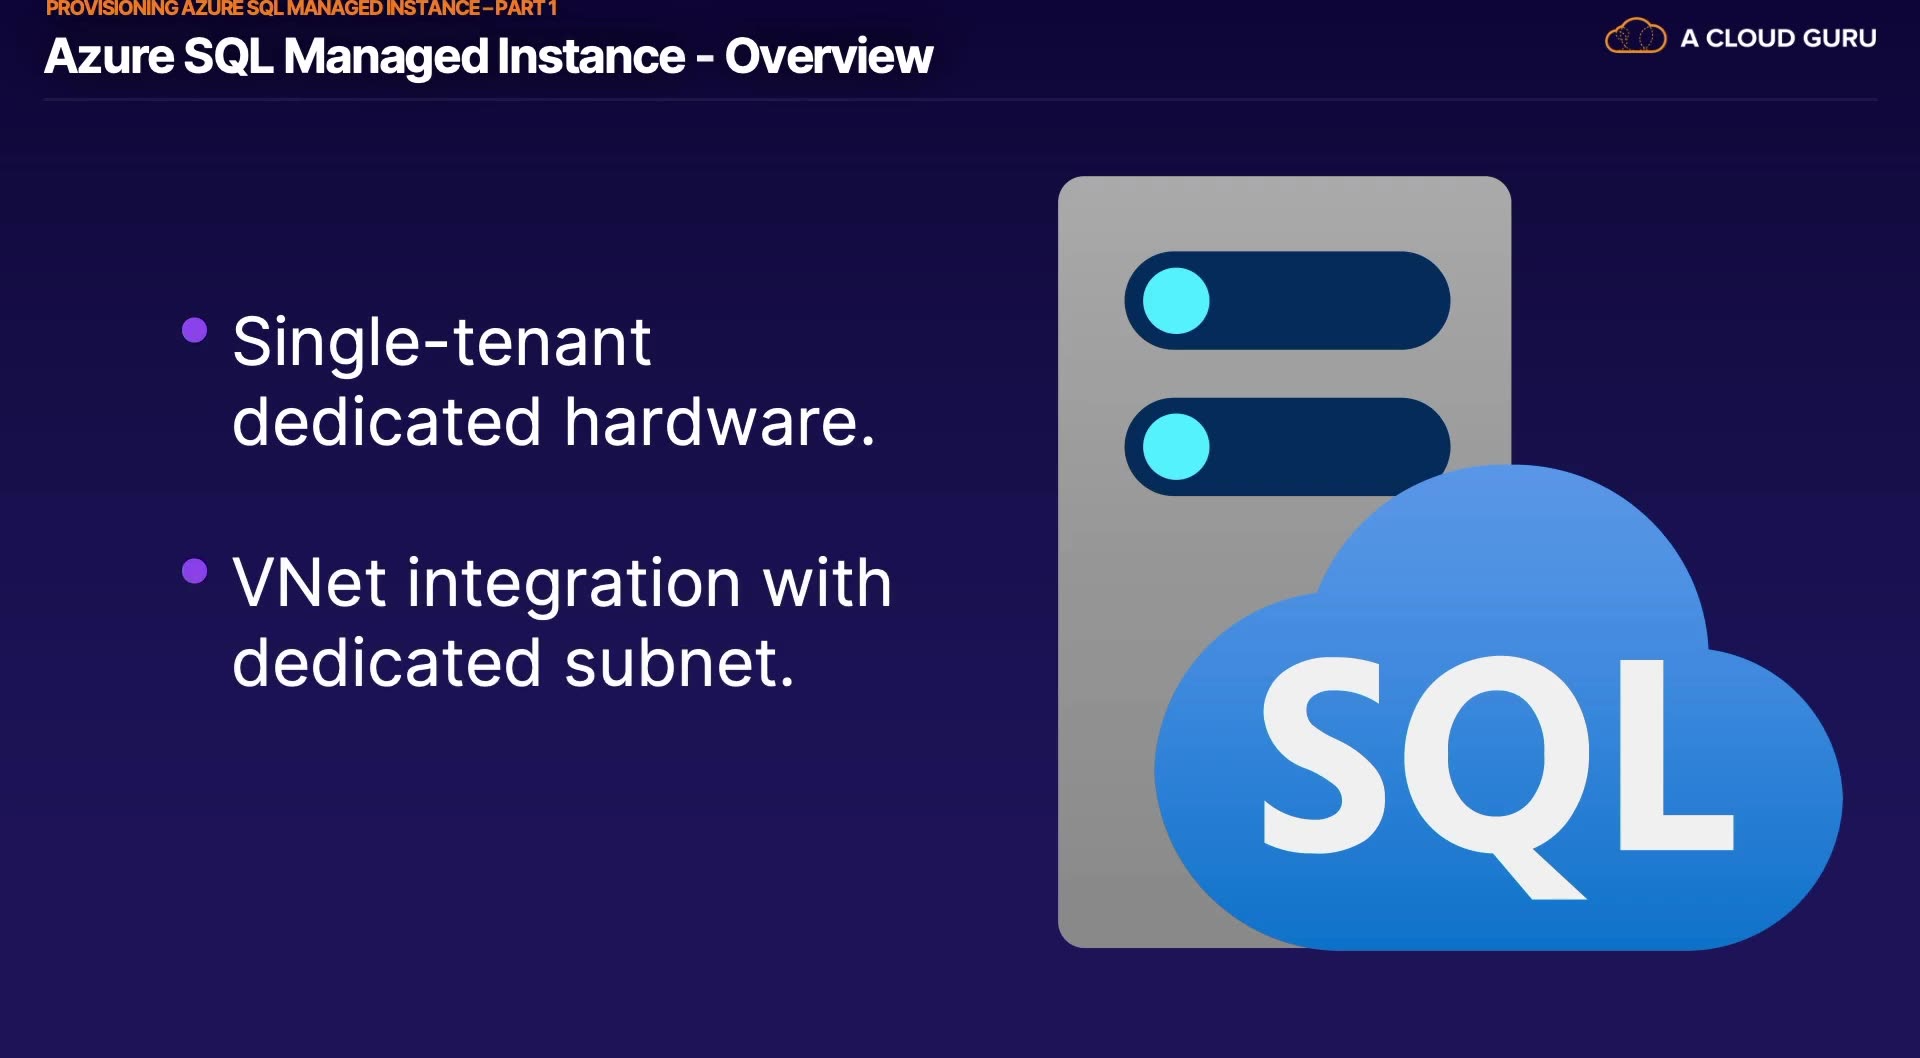 PROVISIONING AZURE SQL MANAGED INSTANCE – PART 1
Azure SQL Managed Instance - Overview
A CLOUD GURU
Single-tenant
dedicated hardware.
VNet integration with
dedicated subnet.
SQL